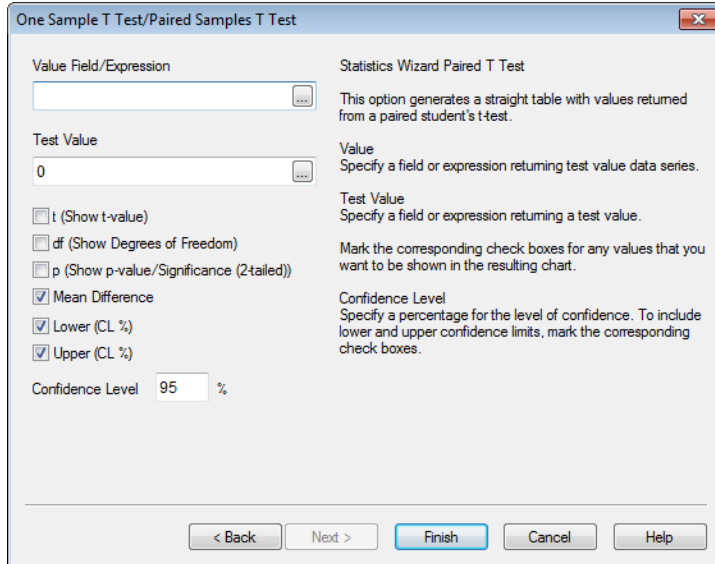 One Sample T Test/Paired Samples T Test
Value Field/Expression
...
Test Value
0
...
t (Show t-value)
df (Show Degrees of Freedom)
p (Show p-value/Significance (2-tailed))
Mean Difference
Lower (CL %)
Upper (CL %)
Confidence Level 95 %
Statistics Wizard Paired T Test
This option generates a straight table with values returned
from a paired student's t-test.
Value
Specify a field or expression returning test value data series.
Test Value
Specify a field or expression returning a test value.
Mark the corresponding check boxes for any values that you
want to be shown in the resulting chart.
Confidence Level
Specify a percentage for the level of confidence. To include
lower and upper confidence limits, mark the corresponding
check boxes.
< Back Next > Finish Cancel Help